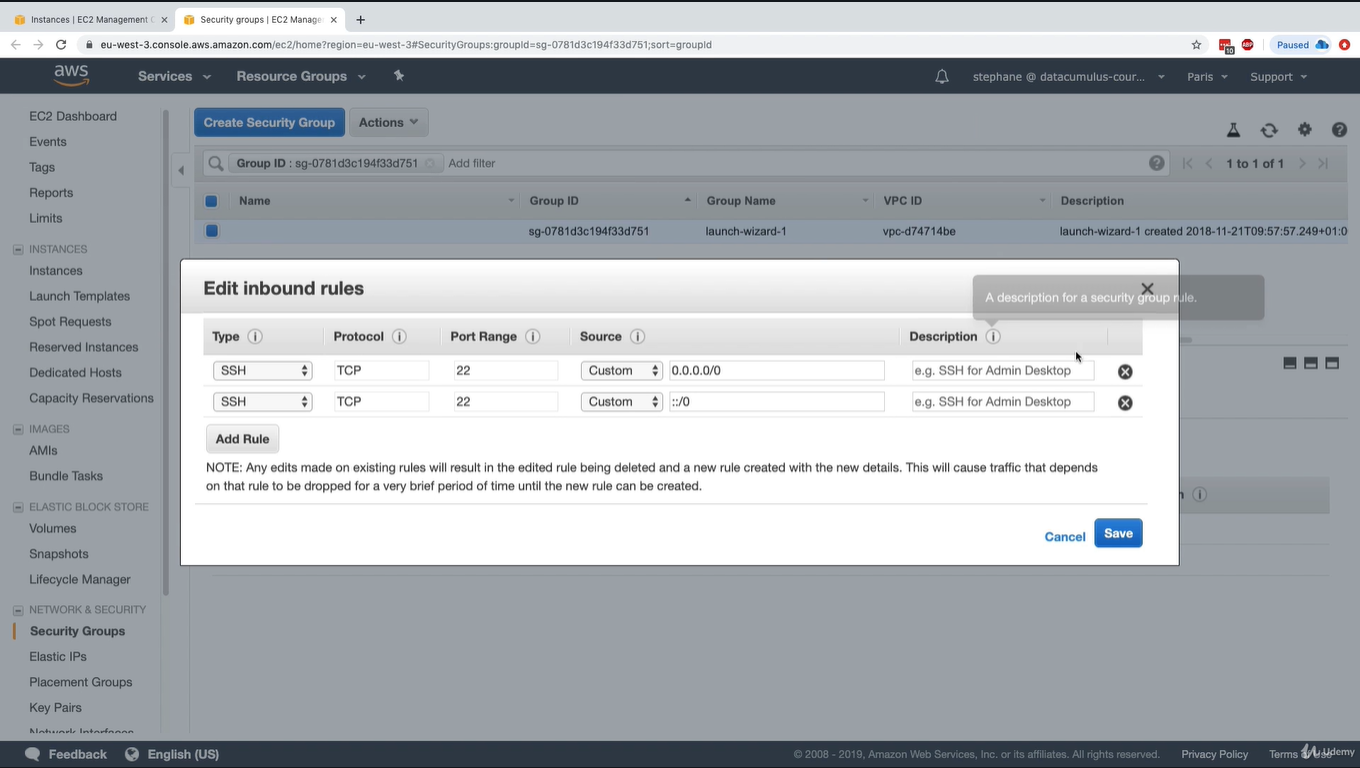 Instances | EC2 Management C
Security groups | EC2 Manage
eu-west-3.console.aws.amazon.com/ec2/home?region=eu-west-3#SecurityGroups:groupId=sg-0781d3c194f33d751;sort=groupId
10
ABP
Paused
aws
Services
Resource Groups
stephane @ datacumulus-cour...
Paris
Support
EC2 Dashboard
Events
Tags
Reports
Limits
INSTANCES
Instances
Launch Templates
Spot Requests
Reserved Instances
Dedicated Hosts
Capacity Reservations
IMAGES
AMIs
Bundle Tasks
ELASTIC BLOCK STORE
Volumes
Snapshots
Lifecycle Manager
NETWORK & SECURITY
Security Groups
Elastic IPs
Placement Groups
Key Pairs
Network Interfaces
Create Security Group
Actions
Group ID : sg-0781d3c194f33d751
Add filter
1 to 1 of 1
Name
Group ID
Group Name
VPC ID
Description
sg-0781d3c194f33d751
launch-wizard-1
vpc-d74714be
launch-wizard-1 created 2018-11-21T09:57:57.249+01:0
Edit inbound rules
A description for a security group rule.
Type
Protocol
Port Range
Source
Description
SSH
TCP
22
Custom
0.0.0.0/0
e.g. SSH for Admin Desktop
SSH
TCP
22
Custom
::/0
e.g. SSH for Admin Desktop
Add Rule
NOTE: Any edits made on existing rules will result in the edited rule being deleted and a new rule created with the new details. This will cause traffic that depends
on that rule to be dropped for a very brief period of time until the new rule can be created.
Cancel
Save
Feedback
English (US)
© 2008 - 2019, Amazon Web Services, Inc. or its affiliates. All rights reserved.
Privacy Policy
Terms
Udemy